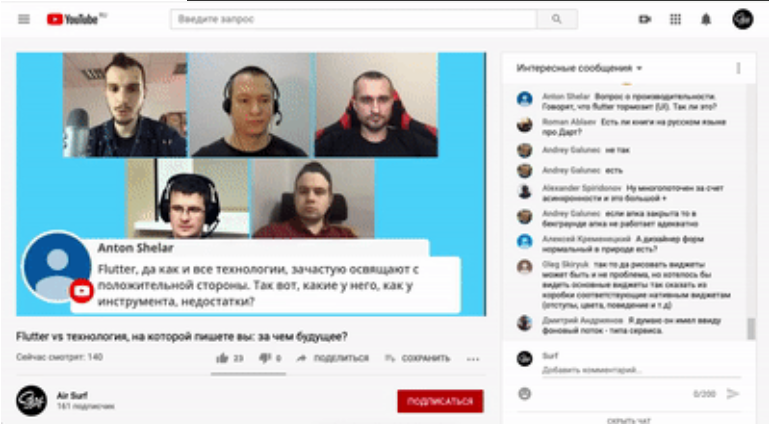 YouTube RU
Введите запрос
Anton Shelar
Flutter, да как и все технологии, зачастую освящают с
положительной стороны. Так вот, какие у него, как у
инструмента, недостатки?
Flutter vs технология, на которой пишете вы: за чем будущее?
Сейчас смотрят: 140
23
0
ПОДЕЛИТЬСЯ
СОХРАНИТЬ
Air Surf
161 подписчик
ПОДПИСАТЬСЯ
Интересные сообщения
Anton Shelar Вопрос о производительности.
Говорят, что flutter тормозит (UI). Так ли это?
Roman Ablaev Есть ли книги на русском языке
про Дарт?
Andrey Galunec не так
Andrey Galunec есть
Alexander Spiridonov Ну многопоточен за счет
асинхронности и это большой +
Andrey Galunec если апка закрыта то в
бекграунде апка не работает адекватно
Алексей Кременецкий А дизайнер форм
нормальный в природе есть?
Oleg Skiryuk так то да рисовать виджеты
может быть и не проблема, но хотелось бы
видеть основные виджеты так сказать из
коробки соответствующие нативным виджетам
(отступы, цвета, поведение и т.д)
Дмитрий Андриянов Я думаю он имел ввиду
фоновый поток - типа сервиса.
Surf
Добавить комментарий...
0/200
СКРЫТЬ ЧАТ